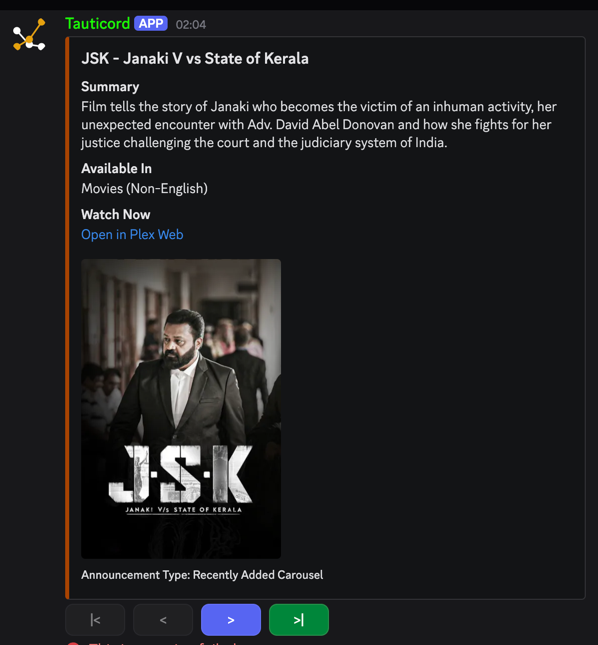 Tauticord APP 02:04
JSK - Janaki V vs State of Kerala
Summary
Film tells the story of Janaki who becomes the victim of an inhuman activity, her
unexpected encounter with Adv. David Abel Donovan and how she fights for her
justice challenging the court and the judiciary system of India.
Available In
Movies (Non-English)
Watch Now
Open in Plex Web
J·S·K
JANAKI V/s STATE OF KERALA
Announcement Type: Recently Added Carousel
|< < > >|